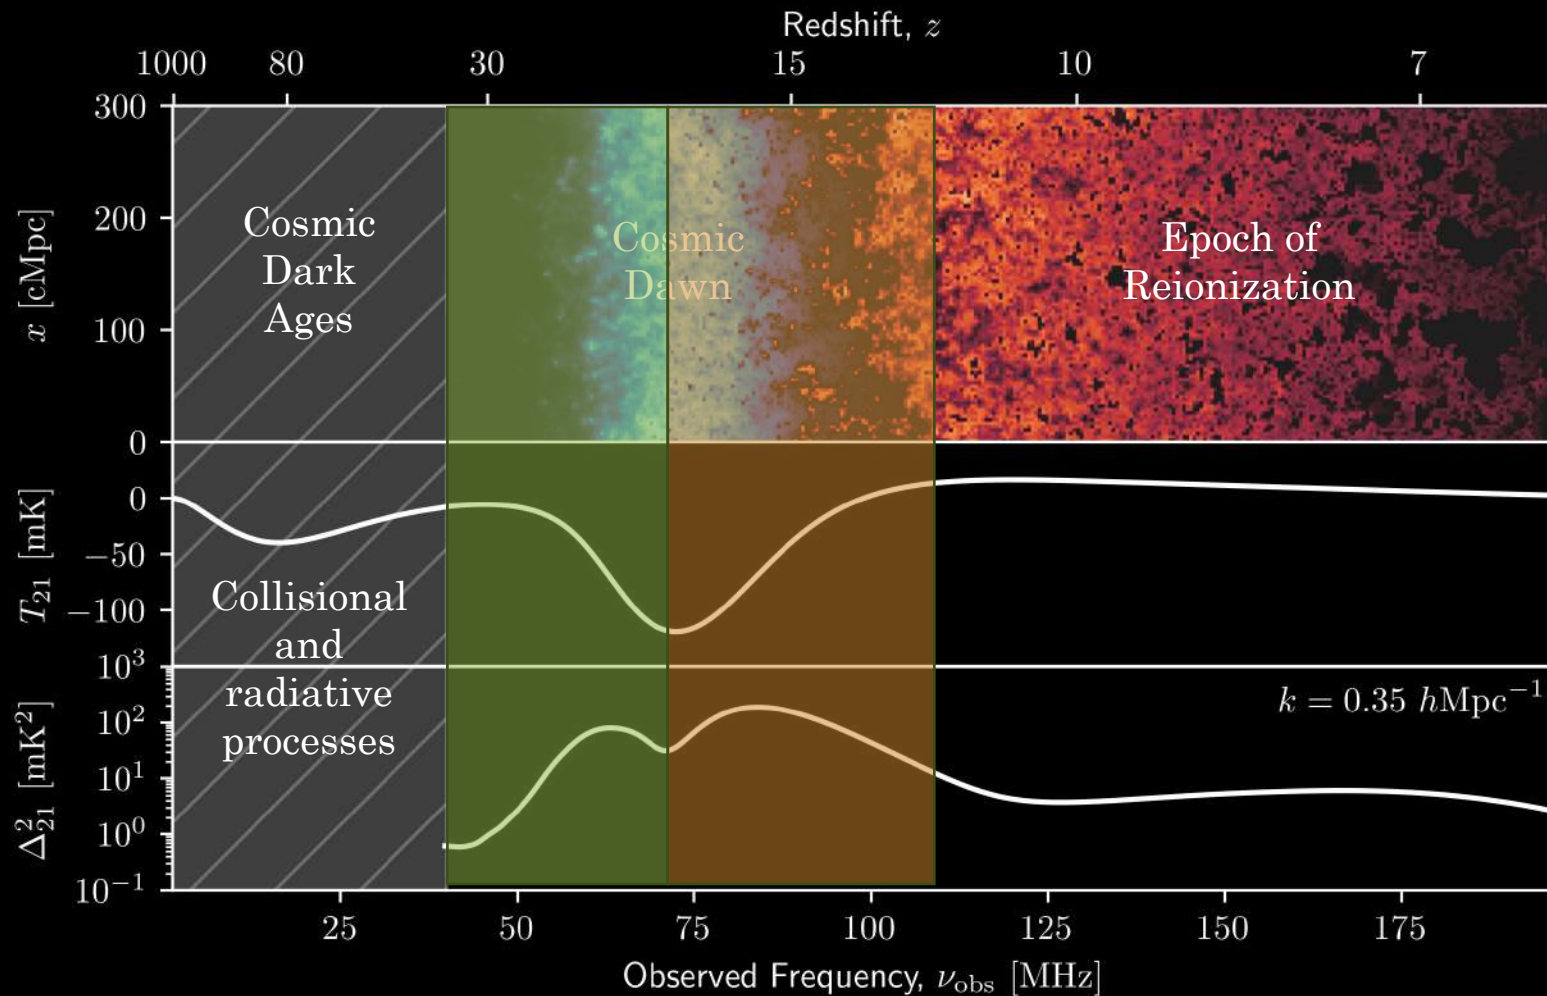 Redshift, z
1000 80 30 15 10 7
300
200
100
0
x [cMpc]
Cosmic
Dark
Ages
Cosmic
Dawn
Epoch of
Reionization
0
−50
−100
T₂₁ [mK]
Collisional
and
radiative
processes
10³
10²
10¹
10⁰
10⁻¹
Δ²₂₁ [mK²]
k = 0.35 hMpc⁻¹
25 50 75 100 125 150 175
Observed Frequency, ν_obs [MHz]